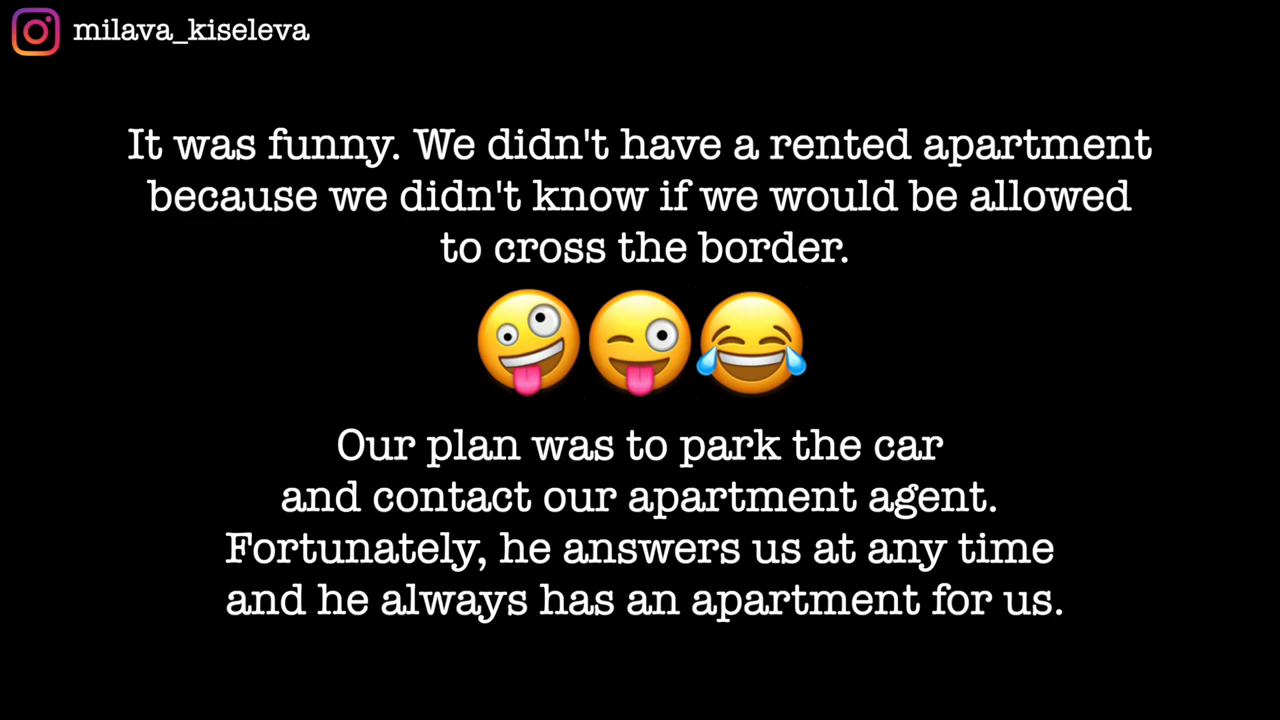 milava_kiseleva
It was funny. We didn't have a rented apartment
because we didn't know if we would be allowed
to cross the border.
Our plan was to park the car
and contact our apartment agent.
Fortunately, he answers us at any time
and he always has an apartment for us.